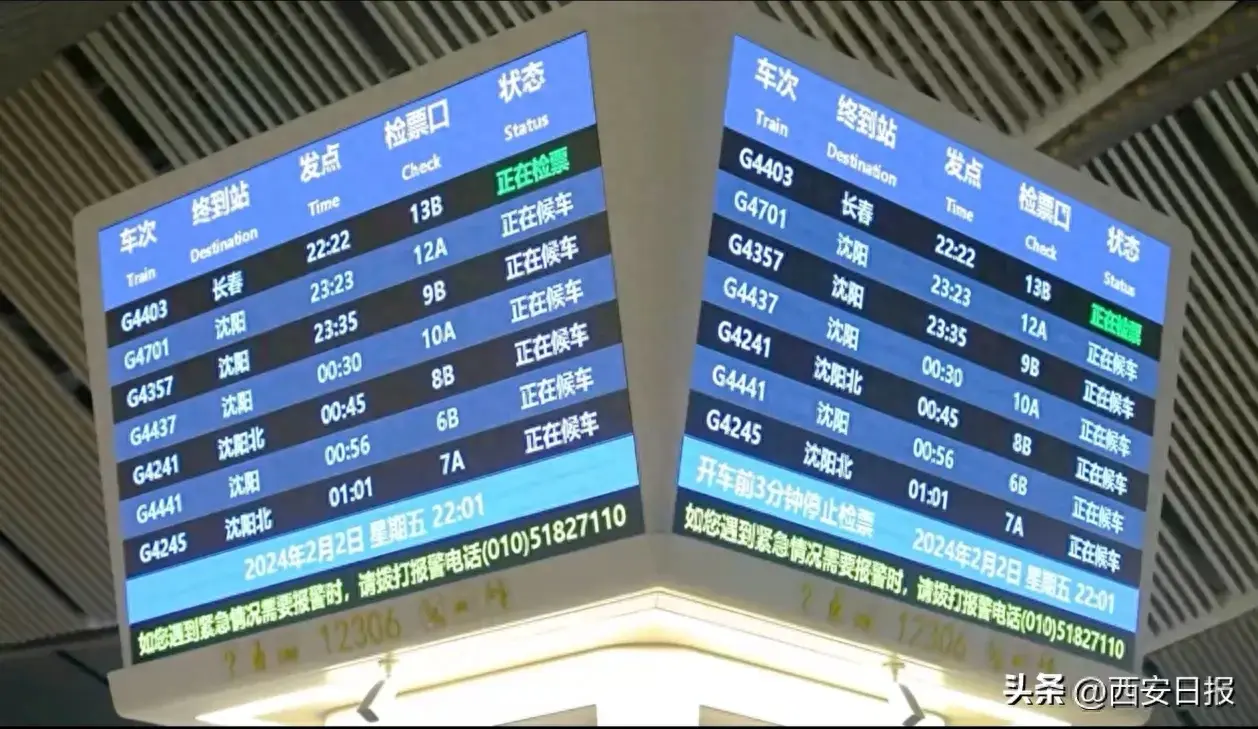 车次 终到站 发点 检票口 状态
Train Destination Time Check Status
G4403 长春 22:22 13B 正在检票
G4701 沈阳 23:23 12A 正在候车
G4357 沈阳 23:35 9B 正在候车
G4437 沈阳 00:30 10A 正在候车
G4241 沈阳北 00:45 8B 正在候车
G4441 沈阳 00:56 6B 正在候车
G4245 沈阳北 01:01 7A 正在候车
2024年2月2日 星期五 22:01
如您遇到紧急情况需要报警时，请拨打报警电话(010)51827110
12306
车次 终到站 发点 检票口 状态
Train Destination Time Check Status
G4403 长春 22:22 13B 正在检票
G4701 沈阳 23:23 12A 正在候车
G4357 沈阳 23:35 9B 正在候车
G4437 沈阳 00:30 10A 正在候车
G4241 沈阳北 00:45 8B 正在候车
G4441 沈阳 00:56 6B 正在候车
G4245 沈阳北 01:01 7A 正在候车
开车前3分钟停止检票 2024年2月2日 星期五 22:01
如您遇到紧急情况需要报警时，请拨打报警电话(010)51827110
12306
头条 @西安日报